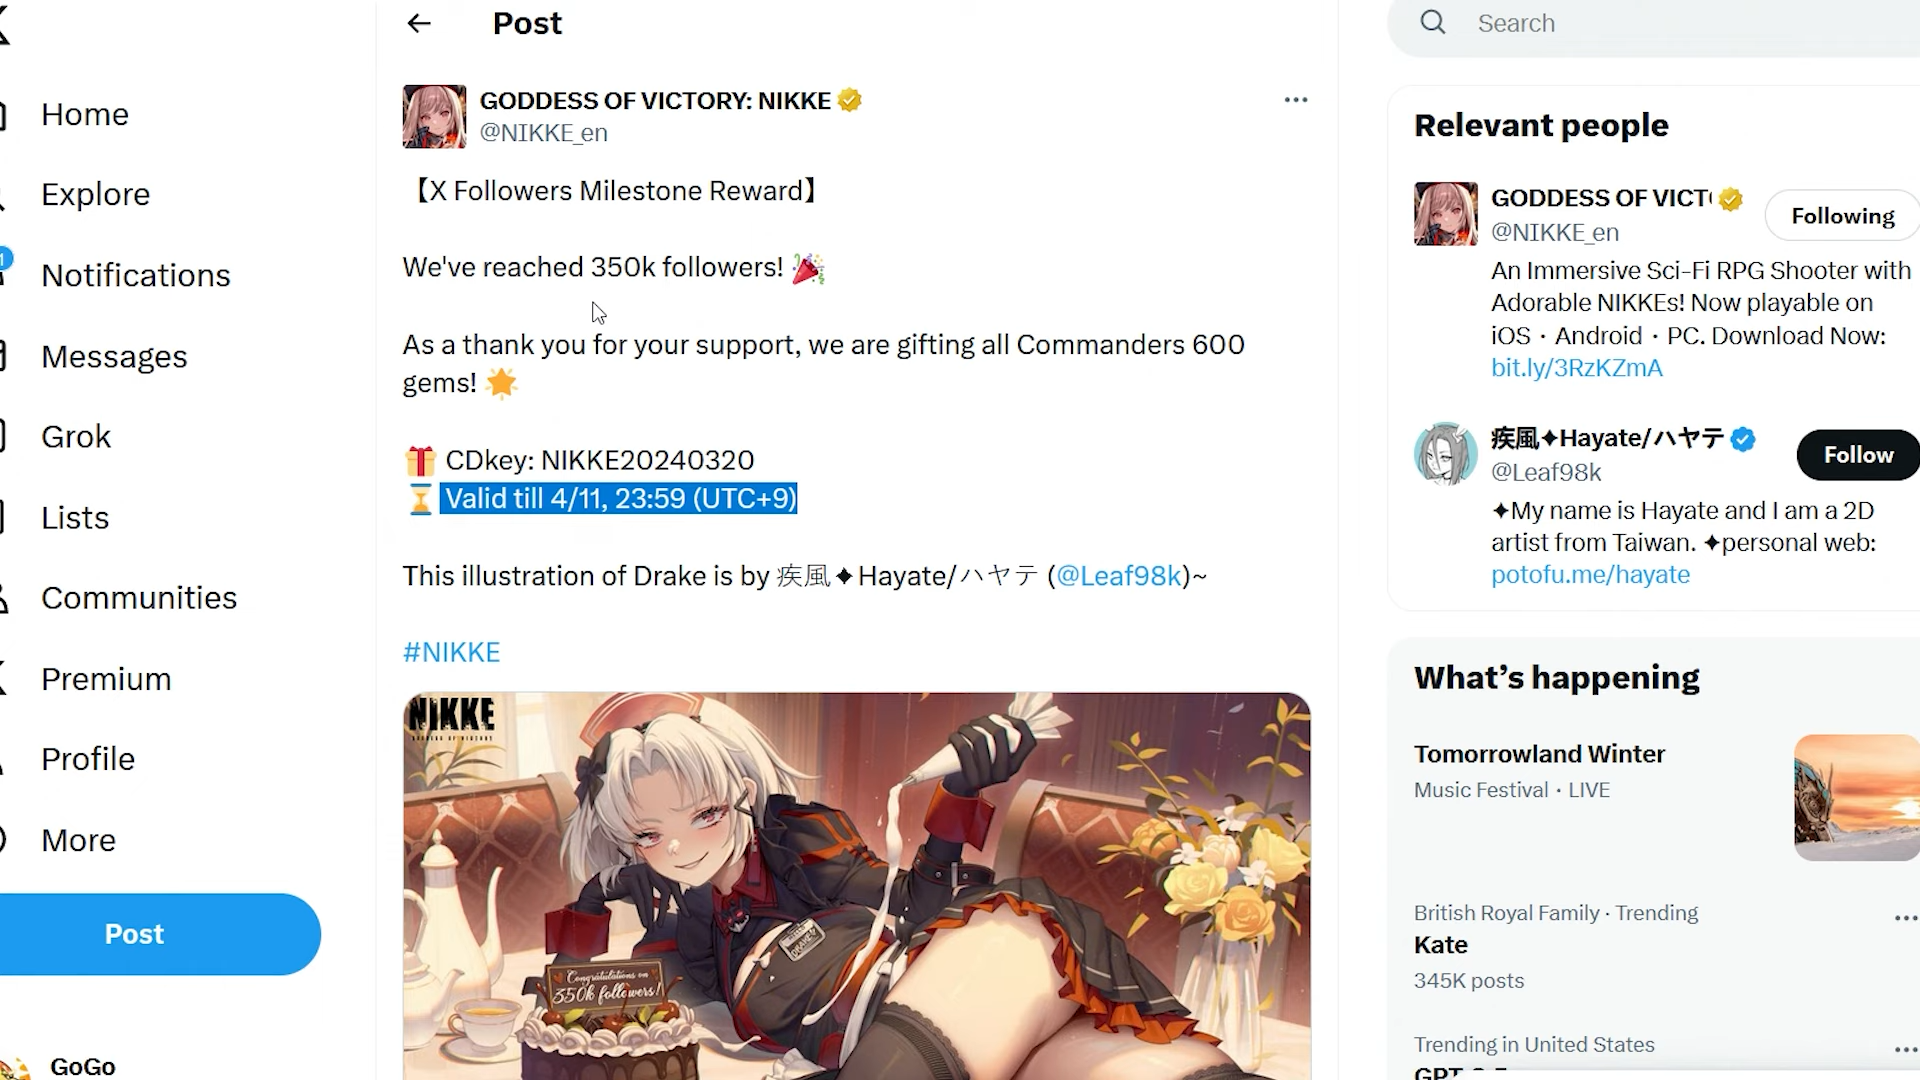 Home
Explore
1
Notifications
Messages
Grok
Lists
Communities
Premium
Profile
More
Post
GoGo
Post
GODDESS OF VICTORY: NIKKE
@NIKKE_en
【X Followers Milestone Reward】
We've reached 350k followers! 🎉
As a thank you for your support, we are gifting all Commanders 600
gems! 🌟
🎁 CDkey: NIKKE20240320
⏳ Valid till 4/11, 23:59 (UTC+9)
This illustration of Drake is by 疾風✦Hayate/ハヤテ (@Leaf98k)~
#NIKKE
NIKKE
GODDESS OF VICTORY
DRAKE
Congratulations on
350k followers!
Search
Relevant people
GODDESS OF VICT
@NIKKE_en
Following
An Immersive Sci-Fi RPG Shooter with
Adorable NIKKEs! Now playable on
iOS・Android・PC. Download Now:
bit.ly/3RzKZmA
疾風✦Hayate/ハヤテ
@Leaf98k
Follow
✦My name is Hayate and I am a 2D
artist from Taiwan. ✦personal web:
potofu.me/hayate
What's happening
Tomorrowland Winter
Music Festival · LIVE
British Royal Family · Trending
Kate
345K posts
Trending in United States